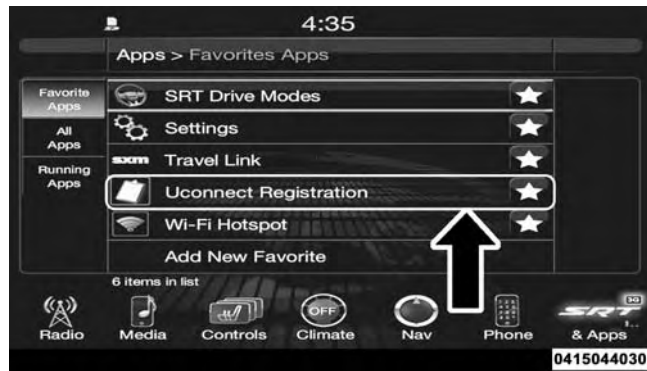 4:35
Apps > Favorites Apps
Favorite
Apps
All
Apps
Running
Apps
SRT Drive Modes
Settings
sxm Travel Link
Uconnect Registration
Wi-Fi Hotspot
Add New Favorite
6 items in list
OFF
SRT
3G
Radio
Media
Controls
Climate
Nav
Phone
& Apps
0415044030